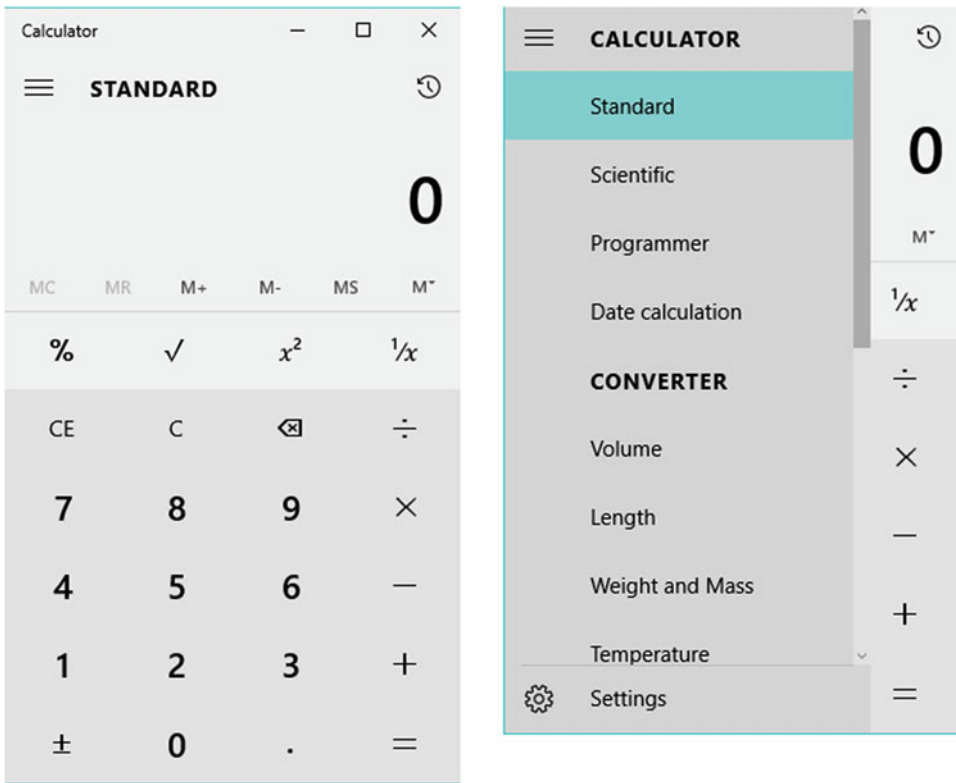 Calculator
STANDARD
0
MC MR M+ M- MS M
% √ x² ¹/x
CE C ÷
7 8 9 ×
4 5 6 −
1 2 3 +
± 0 . =
CALCULATOR
Standard
Scientific
Programmer
Date calculation
CONVERTER
Volume
Length
Weight and Mass
Temperature
Settings
0
M
¹/x
÷
×
−
+
=